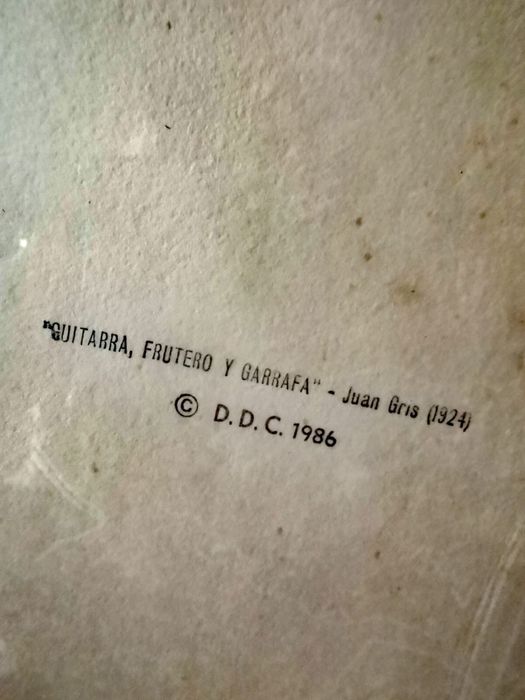 "GUITARRA, FRUTERO Y GARRAFA" - Juan Gris (1924)
© D. D. C. 1986